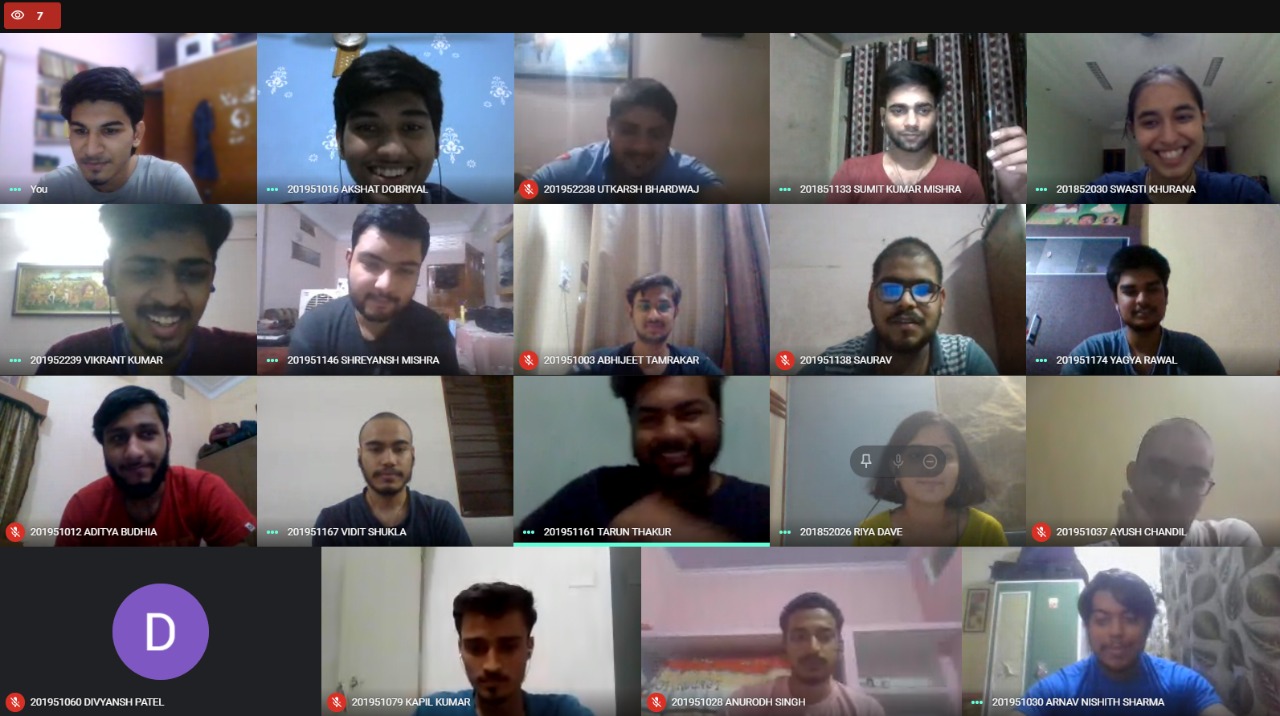 7
You
201951016 AKSHAT DOBRIYAL
201952238 UTKARSH BHARDWAJ
201851133 SUMIT KUMAR MISHRA
201852030 SWASTI KHURANA
201952239 VIKRANT KUMAR
201951146 SHREYANSH MISHRA
201951003 ABHIJEET TAMRAKAR
201951138 SAURAV
201951174 YAGYA RAWAL
201951012 ADITYA BUDHIA
201951167 VIDIT SHUKLA
201951161 TARUN THAKUR
201852026 RIYA DAVE
201951037 AYUSH CHANDIL
D
201951060 DIVYANSH PATEL
201951079 KAPIL KUMAR
201951028 ANURODH SINGH
201951030 ARNAV NISHITH SHARMA